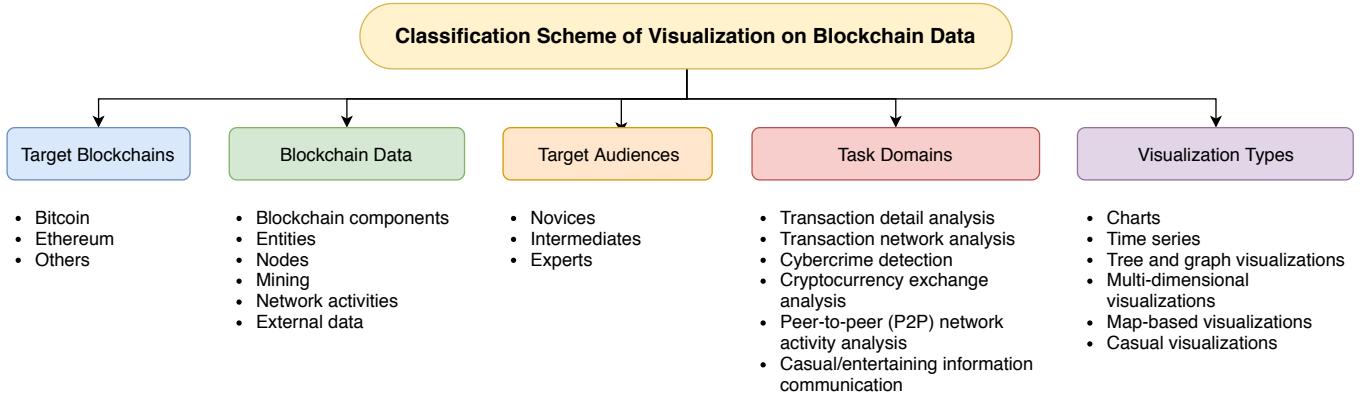 Classification Scheme of Visualization on Blockchain Data
Target Blockchains
• Bitcoin
• Ethereum
• Others
Blockchain Data
• Blockchain components
• Entities
• Nodes
• Mining
• Network activities
• External data
Target Audiences
• Novices
• Intermediates
• Experts
Task Domains
• Transaction detail analysis
• Transaction network analysis
• Cybercrime detection
• Cryptocurrency exchange
analysis
• Peer-to-peer (P2P) network
activity analysis
• Casual/entertaining information
communication
Visualization Types
• Charts
• Time series
• Tree and graph visualizations
• Multi-dimensional
visualizations
• Map-based visualizations
• Casual visualizations